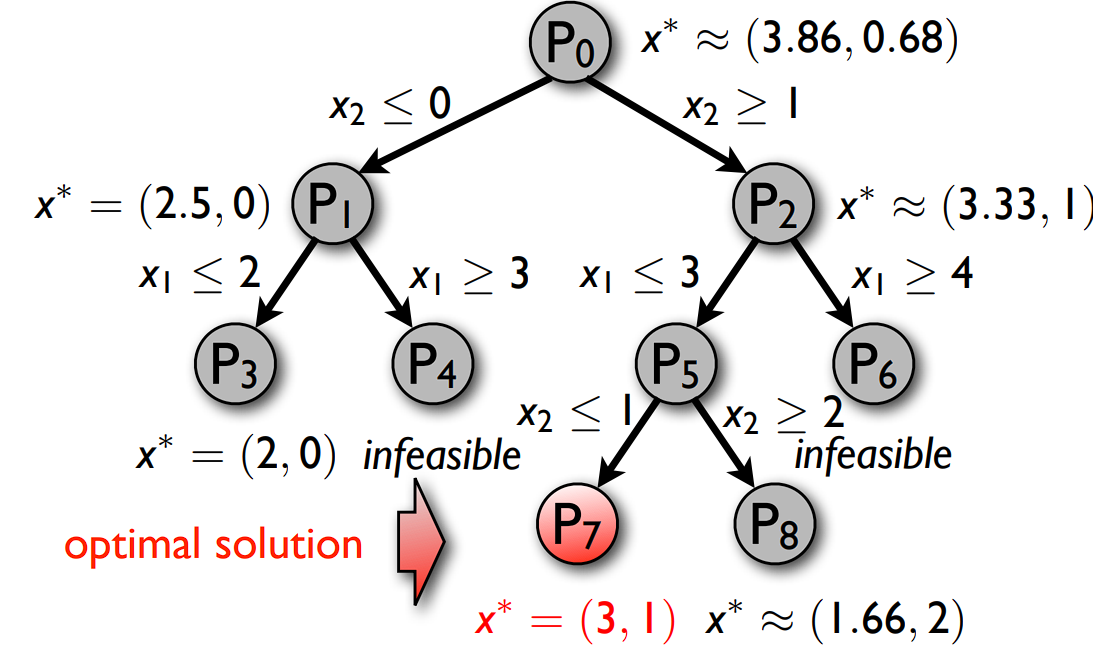 P₀ x* ≈ (3.86, 0.68)
x₂ ≤ 0 x₂ ≥ 1
x* = (2.5, 0) P₁ P₂ x* ≈ (3.33, 1)
x₁ ≤ 2 x₁ ≥ 3 x₁ ≤ 3 x₁ ≥ 4
P₃ P₄ P₅ P₆
x₂ ≤ 1 x₂ ≥ 2
x* = (2, 0) infeasible infeasible
optimal solution P₇ P₈
x* = (3, 1) x* ≈ (1.66, 2)